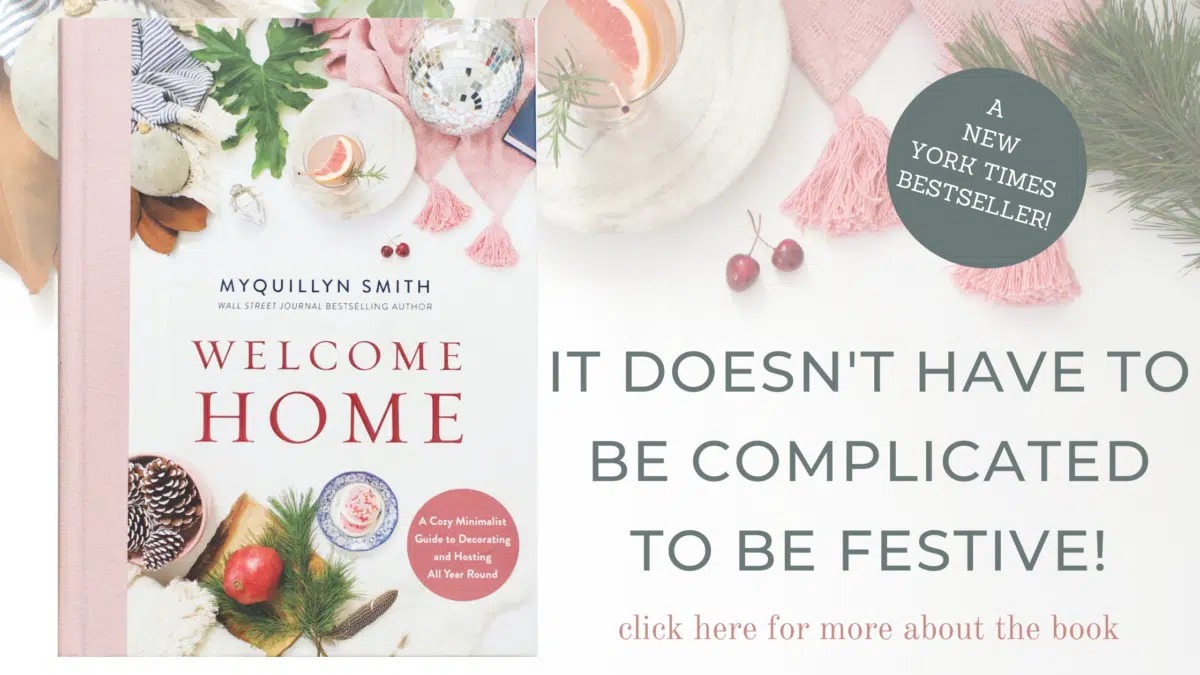 MYQUILLYN SMITH
WALL STREET JOURNAL BESTSELLING AUTHOR
WELCOME
HOME
A Cozy Minimalist
Guide to Decorating
and Hosting
All Year Round
A
NEW
YORK TIMES
BESTSELLER!
IT DOESN'T HAVE TO
BE COMPLICATED
TO BE FESTIVE!
click here for more about the book